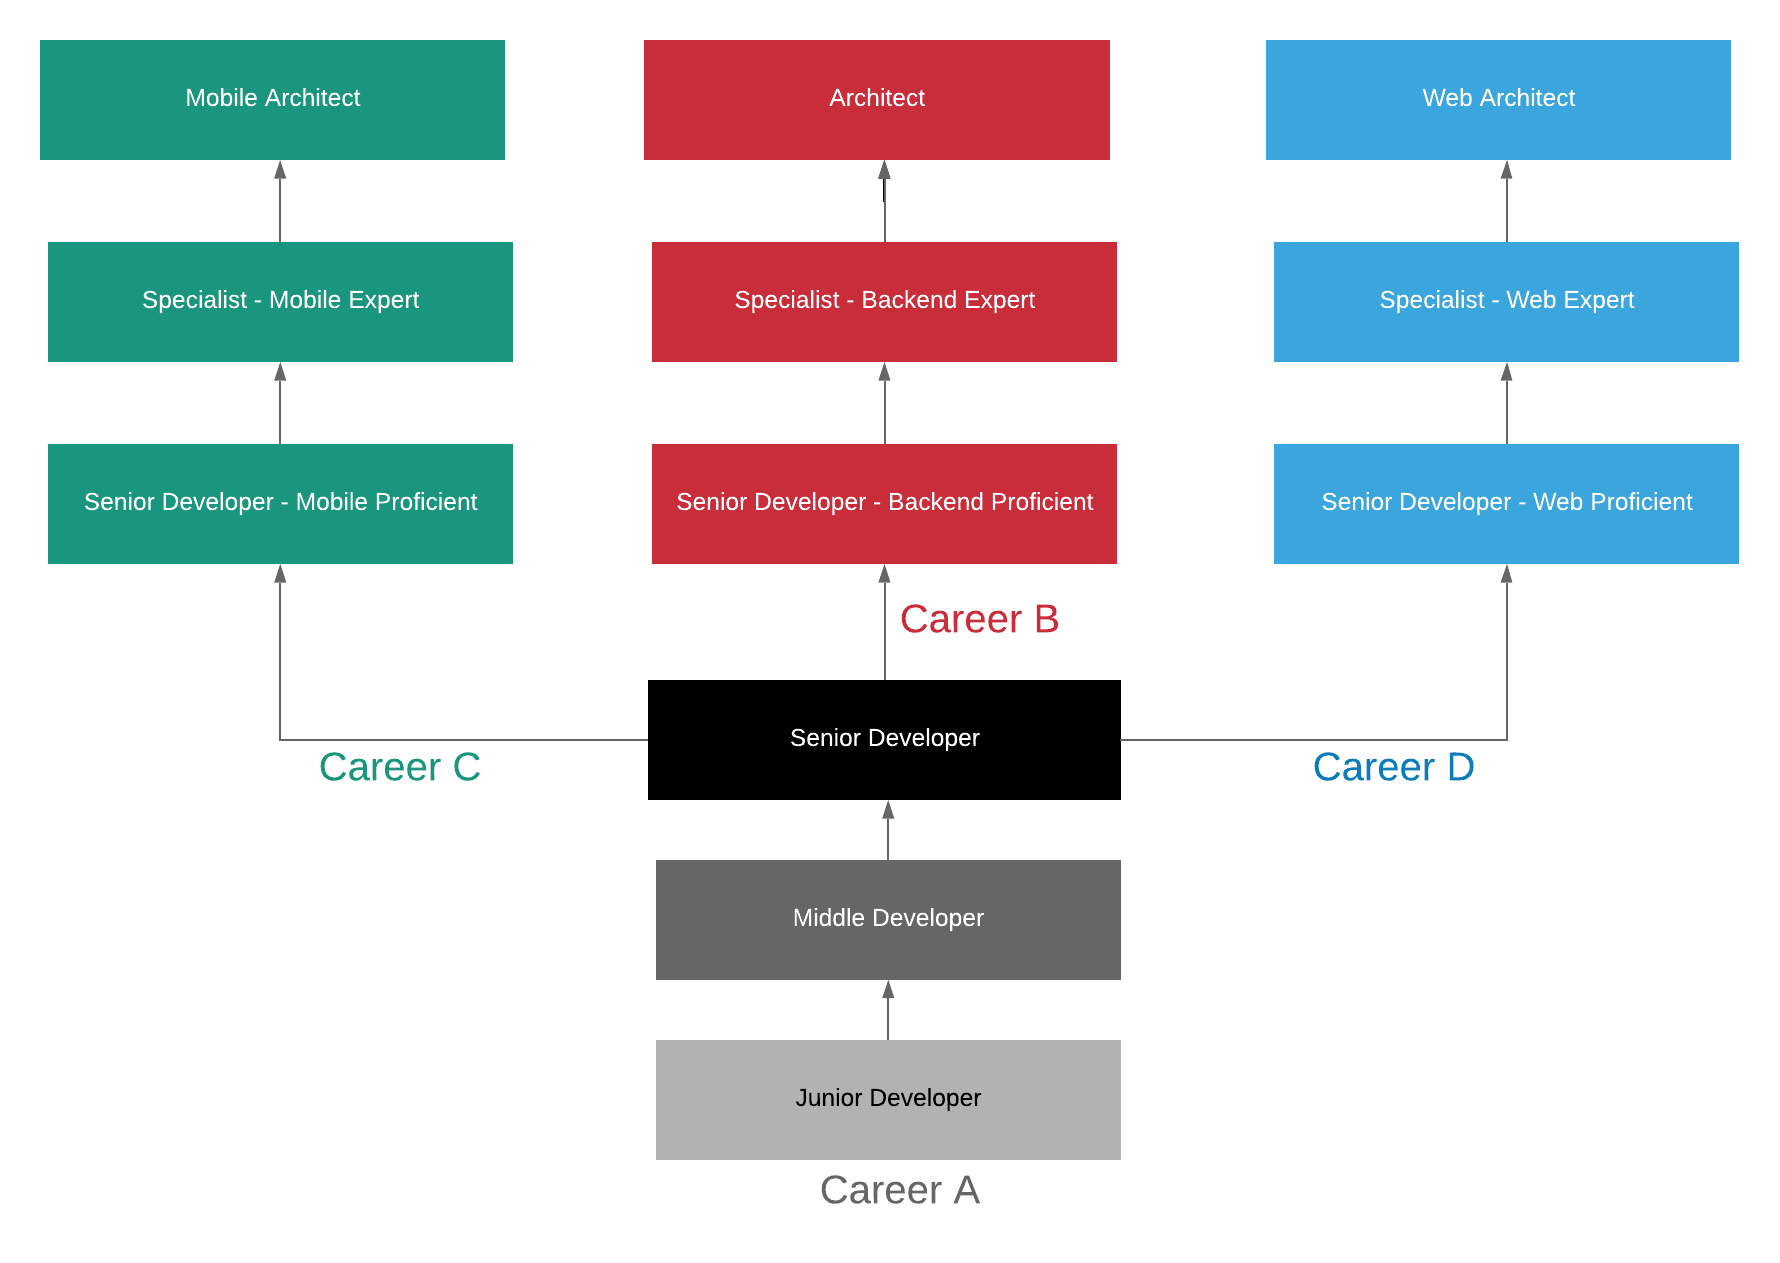 Mobile Architect
Architect
Web Architect
Specialist - Mobile Expert
Specialist - Backend Expert
Specialist - Web Expert
Senior Developer - Mobile Proficient
Senior Developer - Backend Proficient
Senior Developer - Web Proficient
Career B
Senior Developer
Career C
Career D
Middle Developer
Junior Developer
Career A